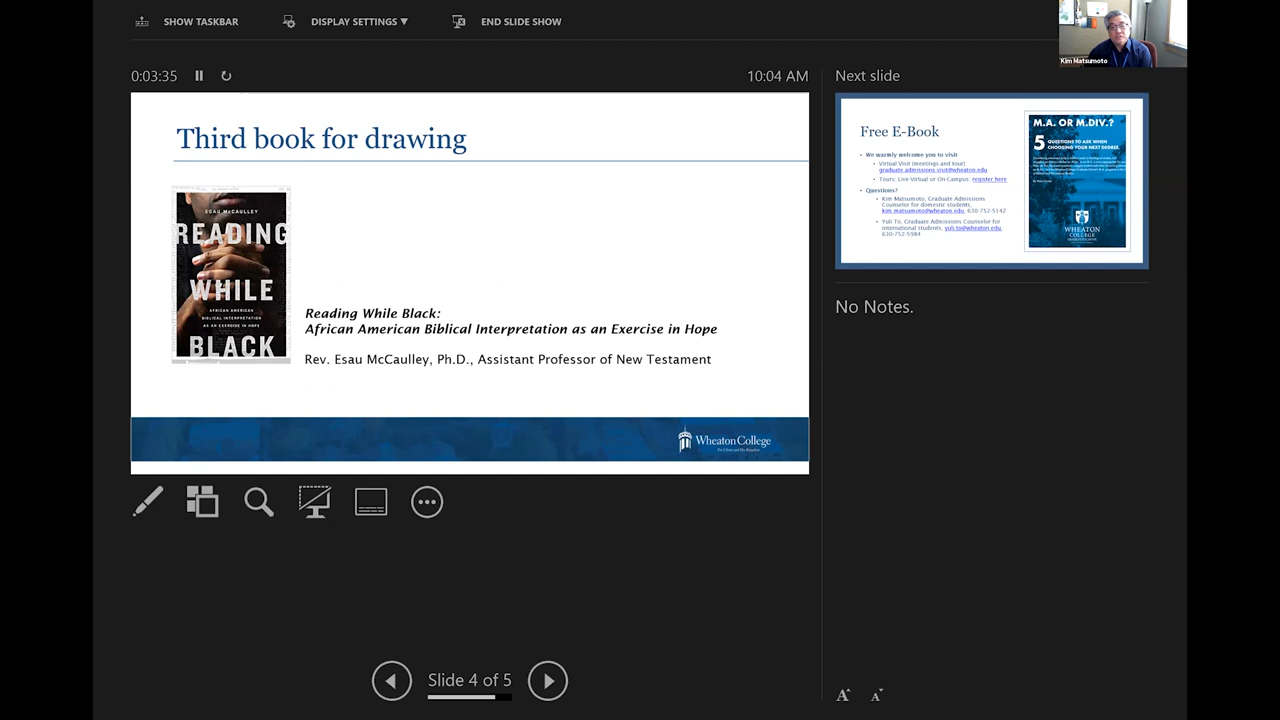 SHOW TASKBAR
DISPLAY SETTINGS ▼
END SLIDE SHOW
Kim Matsumoto
0:03:35
10:04 AM
Third book for drawing
ESAU MCCAULLEY
READING
WHILE
AFRICAN AMERICAN
BIBLICAL INTERPRETATION
AS AN EXERCISE IN HOPE
BLACK
Reading While Black:
African American Biblical Interpretation as an Exercise in Hope
Rev. Esau McCaulley, Ph.D., Assistant Professor of New Testament
Wheaton College
For Christ and His Kingdom
Slide 4 of 5
Next slide
Free E-Book
We warmly welcome you to visit
Virtual Visit (meetings and tour):
graduate.admissions.visit@wheaton.edu
Tours: Live-Virtual or On-Campus: register here
Questions?
Kim Matsumoto, Graduate Admissions
Counselor for domestic students,
kim.matsumoto@wheaton.edu, 630-752-5142
Yuli To, Graduate Admissions Counselor for
international students, yuli.to@wheaton.edu,
630-752-5984
M.A. OR M.DIV.?
5 QUESTIONS TO ASK WHEN
CHOOSING YOUR NEXT DEGREE.
WHEATON
COLLEGE
No Notes.
A A